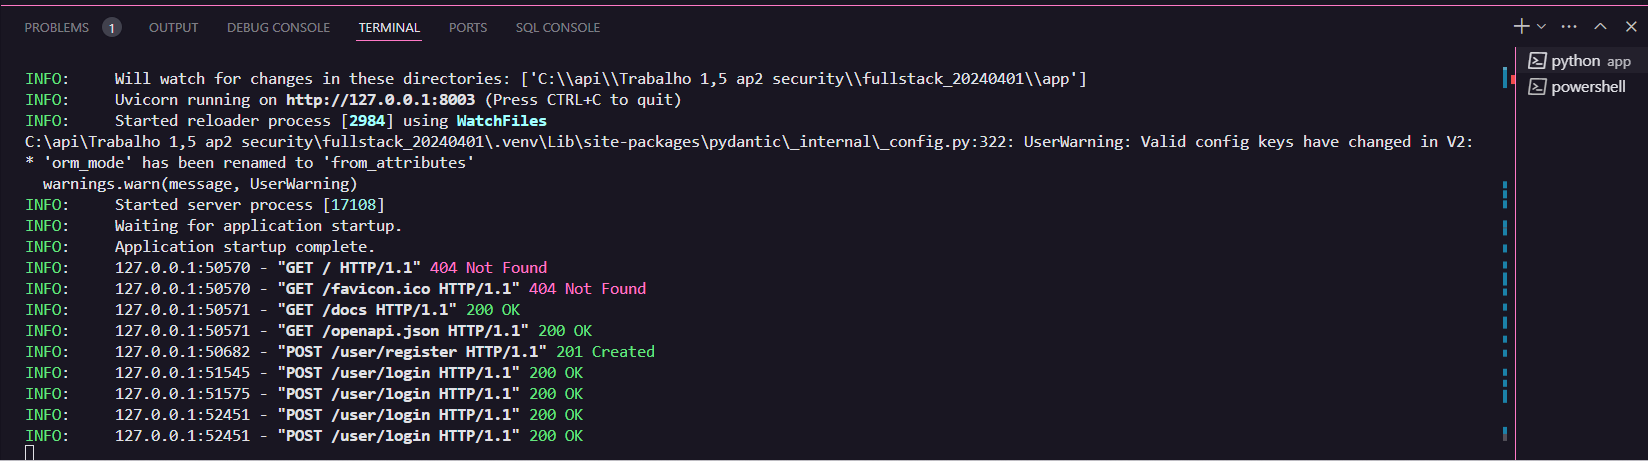 PROBLEMS 1 OUTPUT DEBUG CONSOLE TERMINAL PORTS SQL CONSOLE
INFO: Will watch for changes in these directories: ['C:\\api\\Trabalho 1,5 ap2 security\\fullstack_20240401\\app']
INFO: Uvicorn running on http://127.0.0.1:8003 (Press CTRL+C to quit)
INFO: Started reloader process [2984] using WatchFiles
C:\api\Trabalho 1,5 ap2 security\fullstack_20240401\.venv\Lib\site-packages\pydantic\_internal\_config.py:322: UserWarning: Valid config keys have changed in V2:
* 'orm_mode' has been renamed to 'from_attributes'
warnings.warn(message, UserWarning)
INFO: Started server process [17108]
INFO: Waiting for application startup.
INFO: Application startup complete.
INFO: 127.0.0.1:50570 - "GET / HTTP/1.1" 404 Not Found
INFO: 127.0.0.1:50570 - "GET /favicon.ico HTTP/1.1" 404 Not Found
INFO: 127.0.0.1:50571 - "GET /docs HTTP/1.1" 200 OK
INFO: 127.0.0.1:50571 - "GET /openapi.json HTTP/1.1" 200 OK
INFO: 127.0.0.1:50682 - "POST /user/register HTTP/1.1" 201 Created
INFO: 127.0.0.1:51545 - "POST /user/login HTTP/1.1" 200 OK
INFO: 127.0.0.1:51575 - "POST /user/login HTTP/1.1" 200 OK
INFO: 127.0.0.1:52451 - "POST /user/login HTTP/1.1" 200 OK
INFO: 127.0.0.1:52451 - "POST /user/login HTTP/1.1" 200 OK
python app
powershell